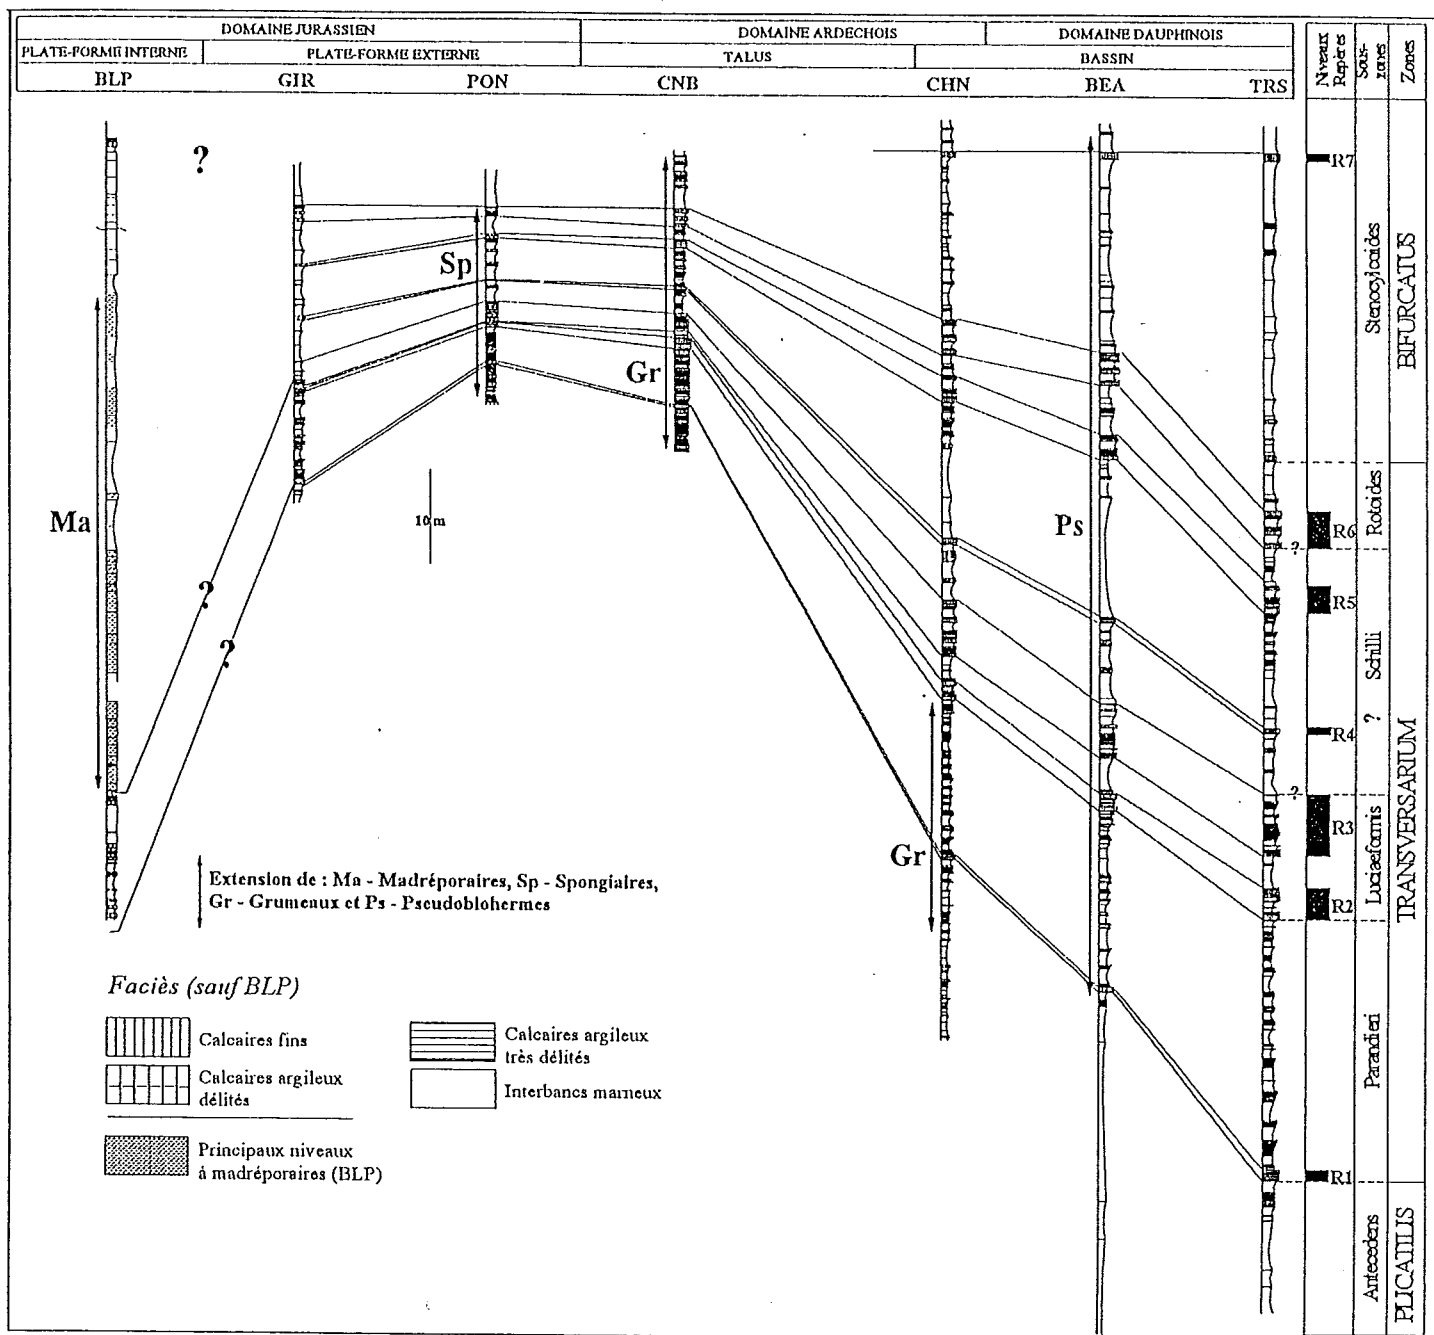 DOMAINE JURASSIEN
DOMAINE ARDECHOIS
DOMAINE DAUPHINOIS
PLATE-FORME INTERNE
PLATE-FORME EXTERNE
TALUS
BASSIN
BLP
GIR
PON
CNB
CHN
BEA
TRS
Niveaux
Repères
Sous-
zones
Zones
?
R7
Sp
Stenocycloides
BIFURCATUS
Gr
Ma
10 m
Ps
Rotoides
R6
?
?
R5
?
Schilli
?
R4
TRANSVERSARIUM
?
R3
Gr
Luciaeformis
R2
Extension de : Ma - Madréporaires, Sp - Spongiaires,
Gr - Grumeaux et Ps - Pseudoblohermes
Parandieri
R1
Antecedens
PLICATILIS
Faciès (sauf BLP)
Calcaires fins
Calcaires argileux
délités
Calcaires argileux
très délités
Interbancs marneux
Principaux niveaux
à madréporaires (BLP)